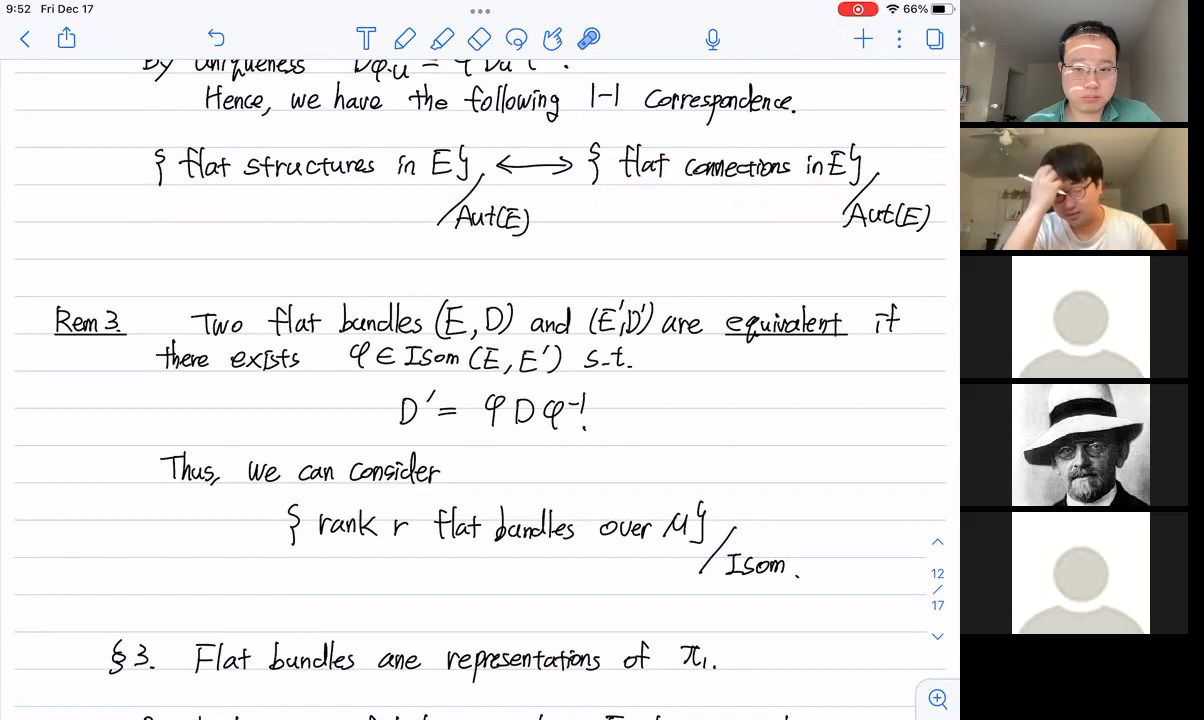 9:52 Fri Dec 17
66%
By uniqueness
Hence, we have the following 1-1 correspondence.
{ flat structures in E}/Aut(E) ⟷ { flat connections in E}/Aut(E)
Rem 3. Two flat bundles (E, D) and (E', D') are equivalent if
there exists φ ∈ Isom (E, E') s.t.
D' = φ D φ⁻¹.
Thus, we can consider
{ rank r flat bundles over M}/Isom.
12
/
17
§3. Flat bundles are representations of π₁.